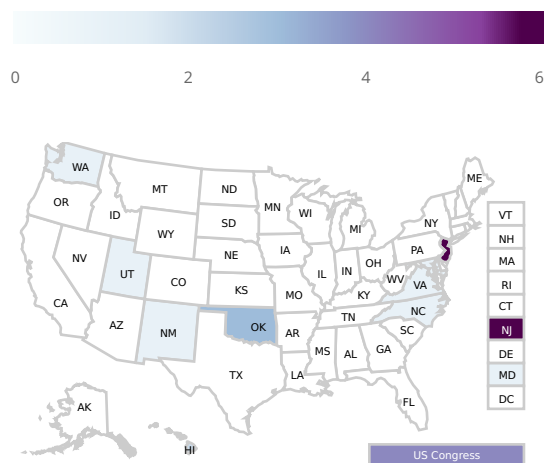 0 2 4 6
WA
ME
MT ND
MN
OR
ID
WI
SD
MI
NY
VT
WY
NH
NV
NE
IA
PA
MA
UT
CO
IL
IN
OH
WV
VA
RI
CA
KS
MO
KY
NC
CT
AZ
NM
OK
AR
TN
SC
NJ
TX
MS
AL
GA
DE
LA
MD
AK
FL
DC
HI
US Congress